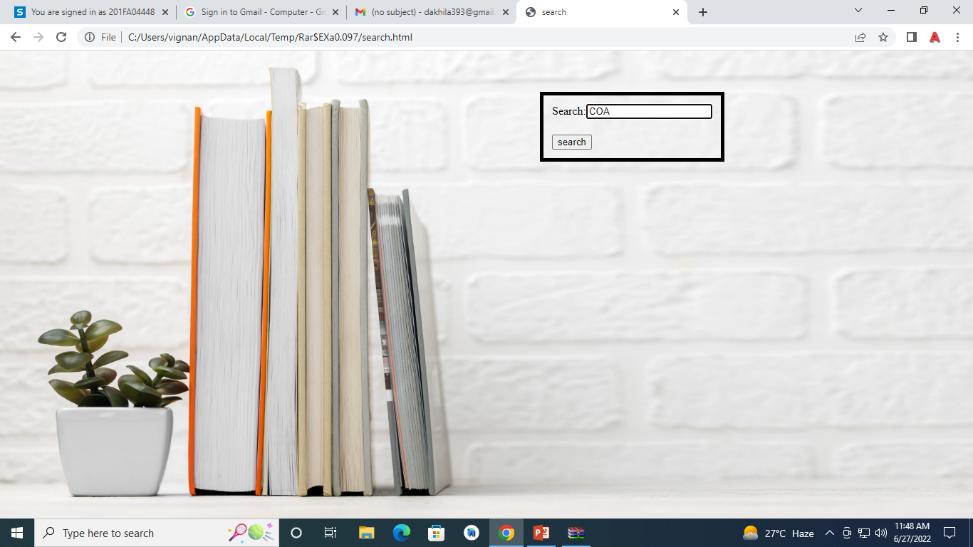 You are signed in as 201FA04448
Sign in to Gmail - Computer - Gm
(no subject) - dakhila393@gmail.
search
File
C:/Users/vignan/AppData/Local/Temp/Rar$EXa0.097/search.html
Search: COA
search
Type here to search
27°C Haze
11:48 AM
6/27/2022